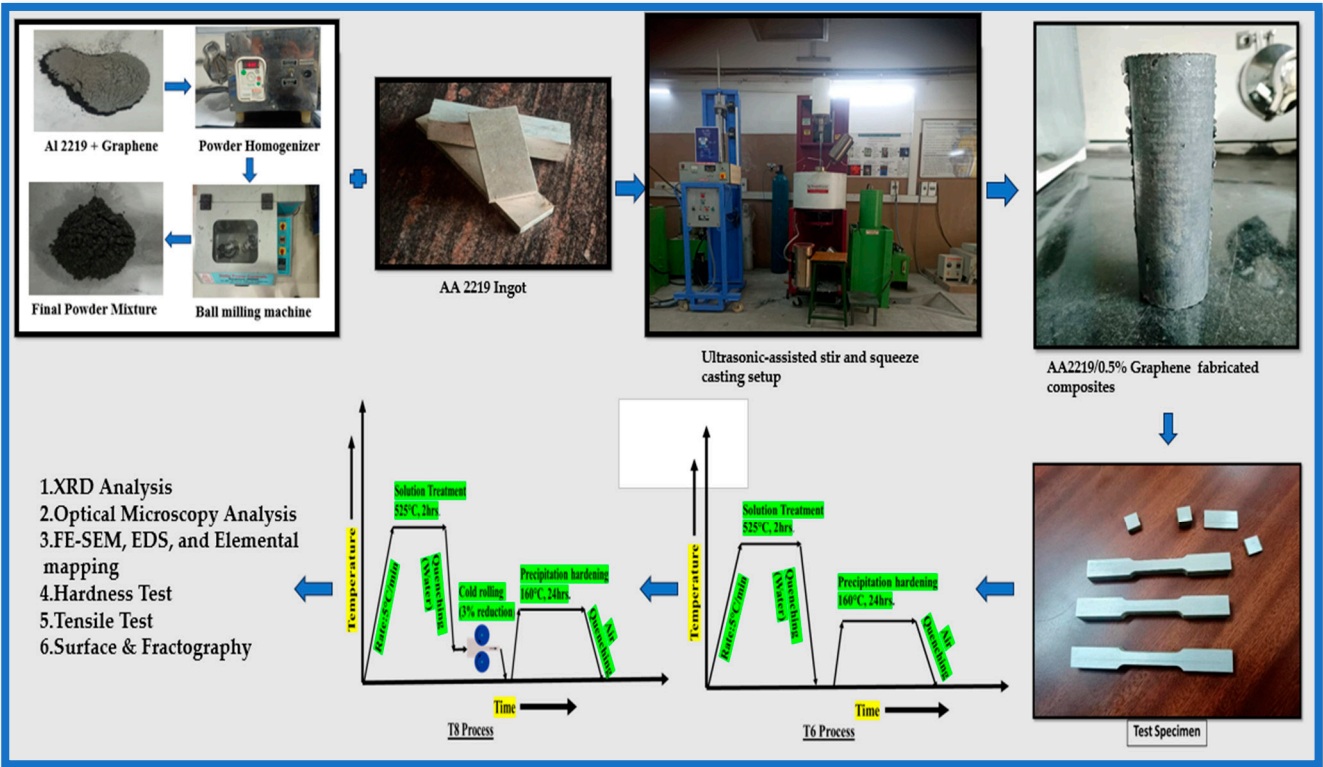 Al 2219 + Graphene
Powder Homogenizer
Final Powder Mixture
Ball milling machine
AA 2219 Ingot
Ultrasonic-assisted stir and squeeze
casting setup
AA2219/0.5% Graphene fabricated
composites
1.XRD Analysis
2.Optical Microscopy Analysis
3.FE-SEM, EDS, and Elemental
mapping
4.Hardness Test
5.Tensile Test
6.Surface & Fractography
Temperature
Rate:5°C/min
Solution Treatment
525°C, 2hrs.
Quenching
(Water)
Cold rolling
(3% reduction)
Precipitation hardening
160°C, 24hrs.
Air
Quenching
Time
T8 Process
Temperature
Rate:5°C/min
Solution Treatment
525°C, 2hrs.
Quenching
(Water)
Precipitation hardening
160°C, 24hrs.
Air
Quenching
Time
T6 Process
Test Specimen